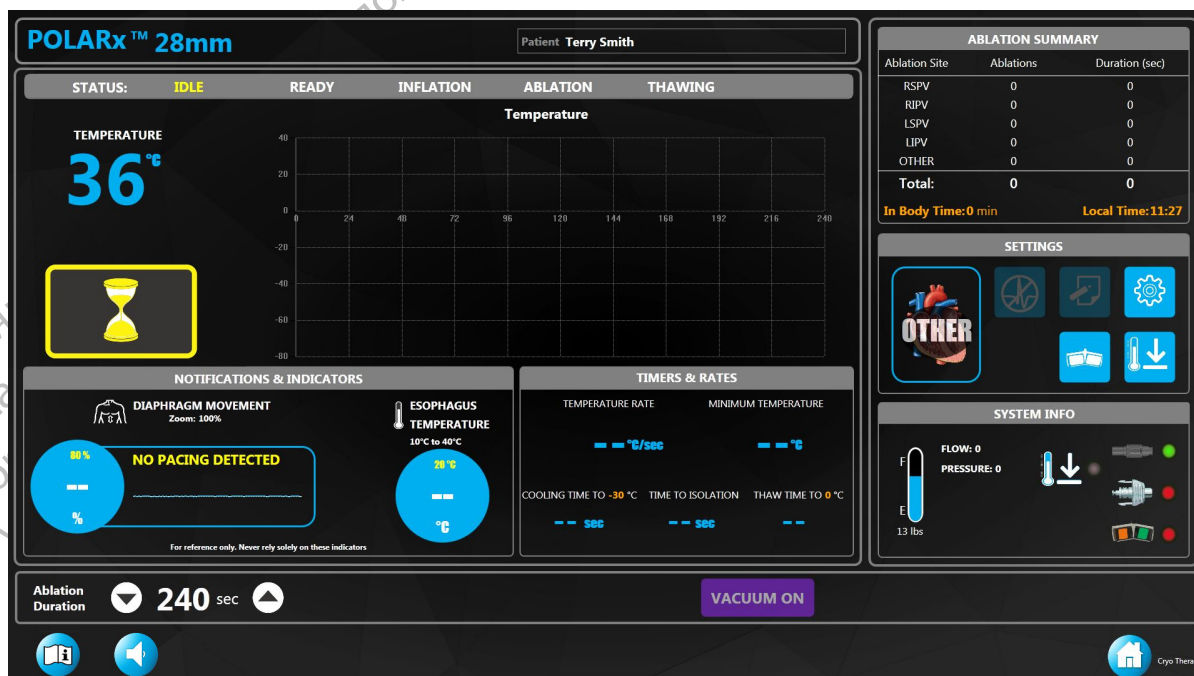 POLARx™ 28mm
Patient Terry Smith
STATUS: IDLE READY INFLATION ABLATION THAWING
TEMPERATURE
36°C
Temperature
40
20
0
-20
-40
-60
-80
0 24 48 72 96 120 144 168 192 216 240
NOTIFICATIONS & INDICATORS
DIAPHRAGM MOVEMENT
Zoom: 100%
80 %
--
%
NO PACING DETECTED
ESOPHAGUS
TEMPERATURE
10°C to 40°C
20 °C
--
°C
For reference only. Never rely solely on these indicators
TIMERS & RATES
TEMPERATURE RATE MINIMUM TEMPERATURE
-- °C/sec -- °C
COOLING TIME TO -30 °C TIME TO ISOLATION THAW TIME TO 0 °C
-- sec -- sec --
ABLATION SUMMARY
Ablation Site Ablations Duration (sec)
RSPV 0 0
RIPV 0 0
LSPV 0 0
LIPV 0 0
OTHER 0 0
Total: 0 0
In Body Time: 0 min Local Time: 11:27
SETTINGS
OTHER
SYSTEM INFO
F
E
13 lbs
FLOW: 0
PRESSURE: 0
Ablation
Duration
240 sec
VACUUM ON
i
Cryo Thera